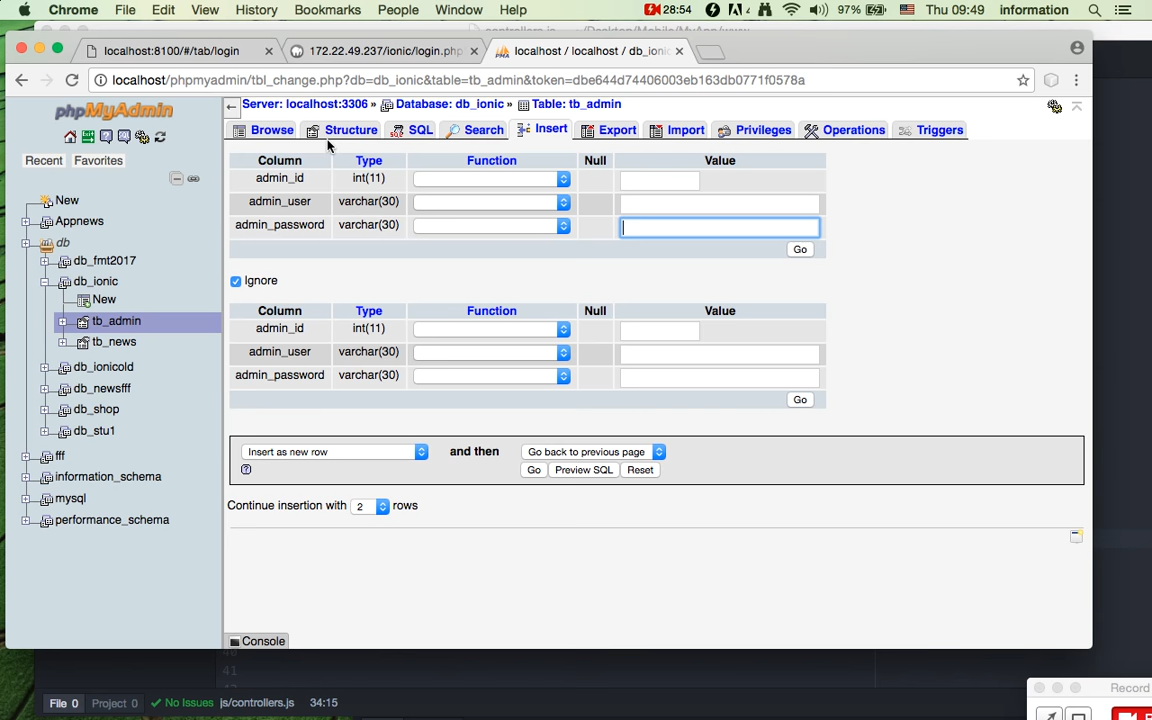 Chrome File Edit View History Bookmarks People Window Help 28:54 4 97% Thu 09:49 information
localhost:8100/#/tab/login × 172.22.49.237/ionic/login.php × localhost / localhost / db_ionic ×
localhost/phpmyadmin/tbl_change.php?db=db_ionic&table=tb_admin&token=dbe644d74406003eb163db0771f0578a
phpMyAdmin
Recent Favorites
New
Appnews
db
db_fmt2017
db_ionic
New
tb_admin
tb_news
db_ionicold
db_newsfff
db_shop
db_stu1
fff
information_schema
mysql
performance_schema
Server: localhost:3306 » Database: db_ionic » Table: tb_admin
Browse Structure SQL Search Insert Export Import Privileges Operations Triggers
Column Type Function Null Value
admin_id int(11)
admin_user varchar(30)
admin_password varchar(30)
Go
Ignore
Column Type Function Null Value
admin_id int(11)
admin_user varchar(30)
admin_password varchar(30)
Go
Insert as new row and then Go back to previous page
Go Preview SQL Reset
Continue insertion with 2 rows
Console
41
File 0 Project 0 ✓ No Issues js/controllers.js 34:15
Record